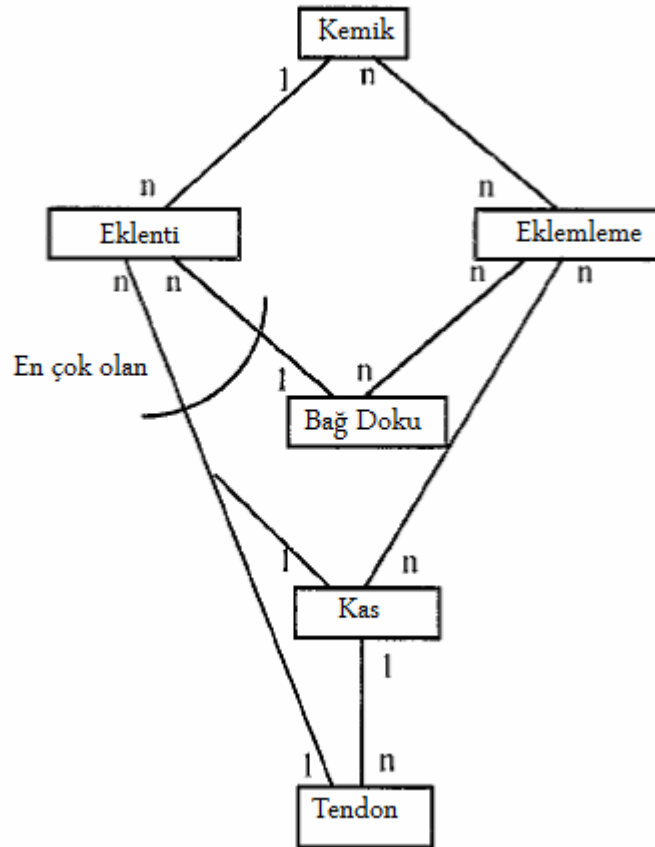 Kemik
1 n
n n
Eklenti Eklemleme
n n n n
En çok olan
1 n
Bağ Doku
1 n
Kas
1
1 n
Tendon